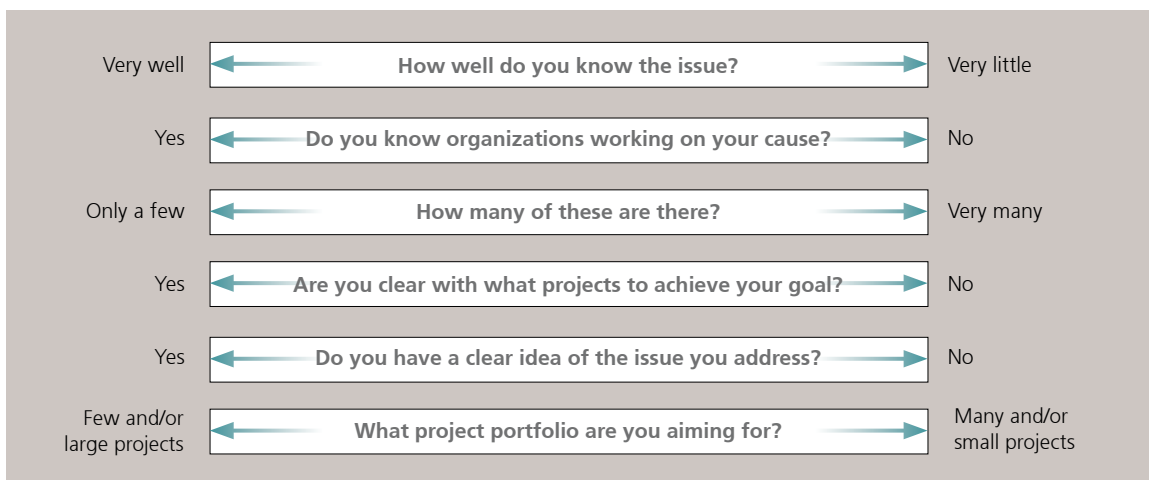 Very well How well do you know the issue? Very little
Yes Do you know organizations working on your cause? No
Only a few How many of these are there? Very many
Yes Are you clear with what projects to achieve your goal? No
Yes Do you have a clear idea of the issue you address? No
Few and/or
large projects
What project portfolio are you aiming for?
Many and/or
small projects